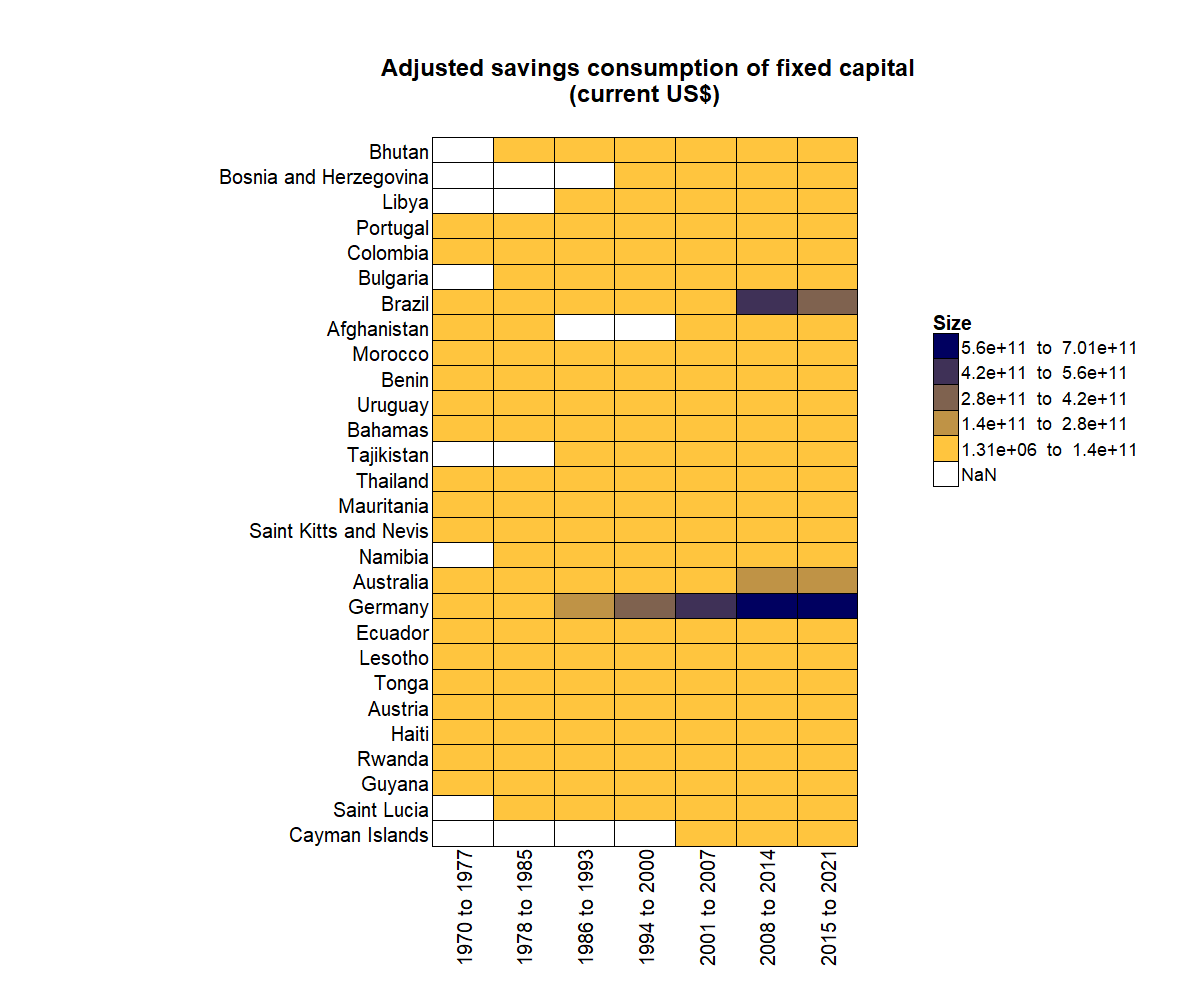 Adjusted savings consumption of fixed capital
(current US$)
Bhutan
Bosnia and Herzegovina
Libya
Portugal
Colombia
Bulgaria
Brazil
Afghanistan
Morocco
Benin
Uruguay
Bahamas
Tajikistan
Thailand
Mauritania
Saint Kitts and Nevis
Namibia
Australia
Germany
Ecuador
Lesotho
Tonga
Austria
Haiti
Rwanda
Guyana
Saint Lucia
Cayman Islands
1970 to 1977
1978 to 1985
1986 to 1993
1994 to 2000
2001 to 2007
2008 to 2014
2015 to 2021
Size
5.6e+11 to 7.01e+11
4.2e+11 to 5.6e+11
2.8e+11 to 4.2e+11
1.4e+11 to 2.8e+11
1.31e+06 to 1.4e+11
NaN